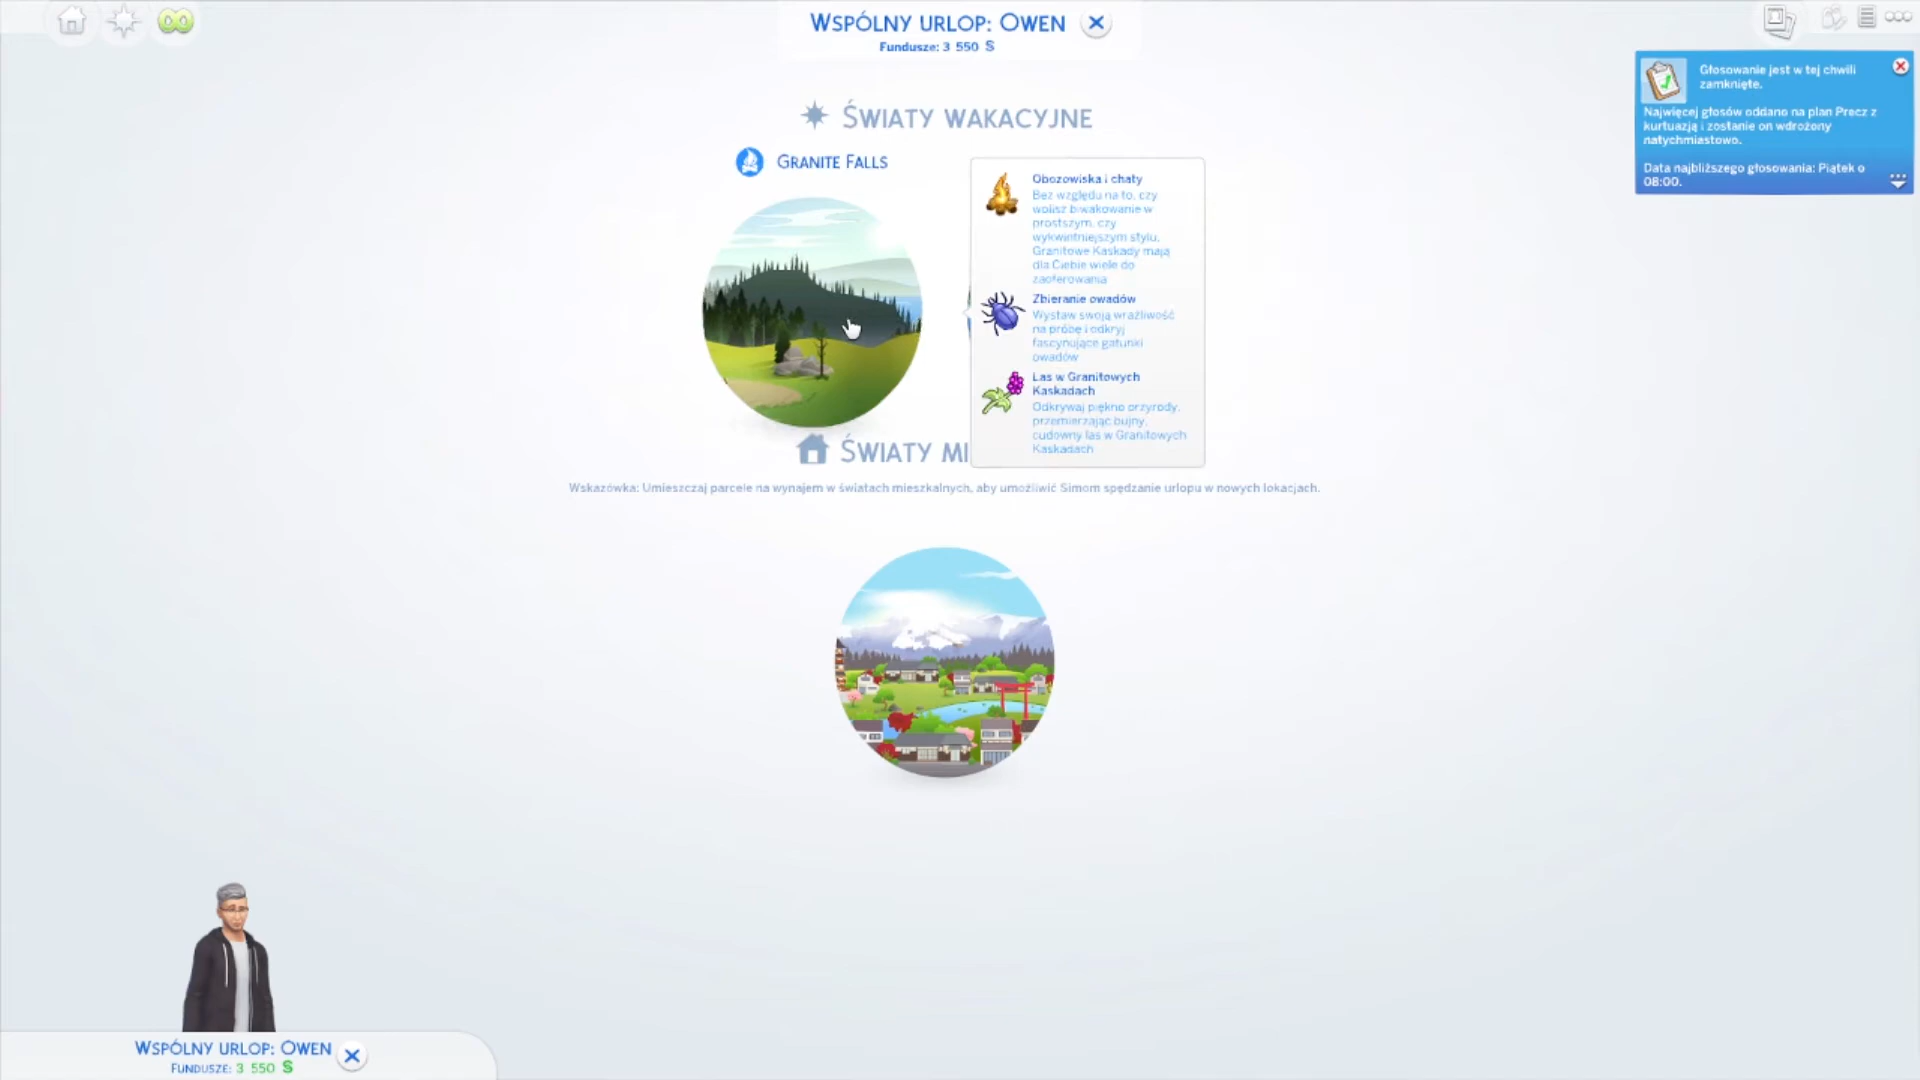 WSPÓLNY URLOP: OWEN
Fundusze: 3 550 $
ŚWIATY WAKACYJNE
GRANITE FALLS
Obozowiska i chaty
Bez względu na to, czy
wolisz biwakowanie w
prostszym, czy
wykwintniejszym stylu,
Granitowe Kaskady mają
dla Ciebie wiele do
zaoferowania
Zbieranie owadów
Wystaw swoją wrażliwość
na próbę i odkryj
fascynujące gatunki
owadów
Las w Granitowych
Kaskadach
Odkrywaj piękno przyrody,
przemierzając bujny,
cudowny las w Granitowych
Kaskadach
ŚWIATY MI
Wskazówka: Umieszczaj parcele na wynajem w światach mieszkalnych, aby umożliwić Simom spędzanie urlopu w nowych lokacjach.
Głosowanie jest w tej chwili
zamknięte.
Najwięcej głosów oddano na plan Precz z
kurtuazją i zostanie on wdrożony
natychmiastowo.
Data najbliższego głosowania: Piątek o
08:00.
WSPÓLNY URLOP: OWEN
FUNDUSZE: 3 550 $